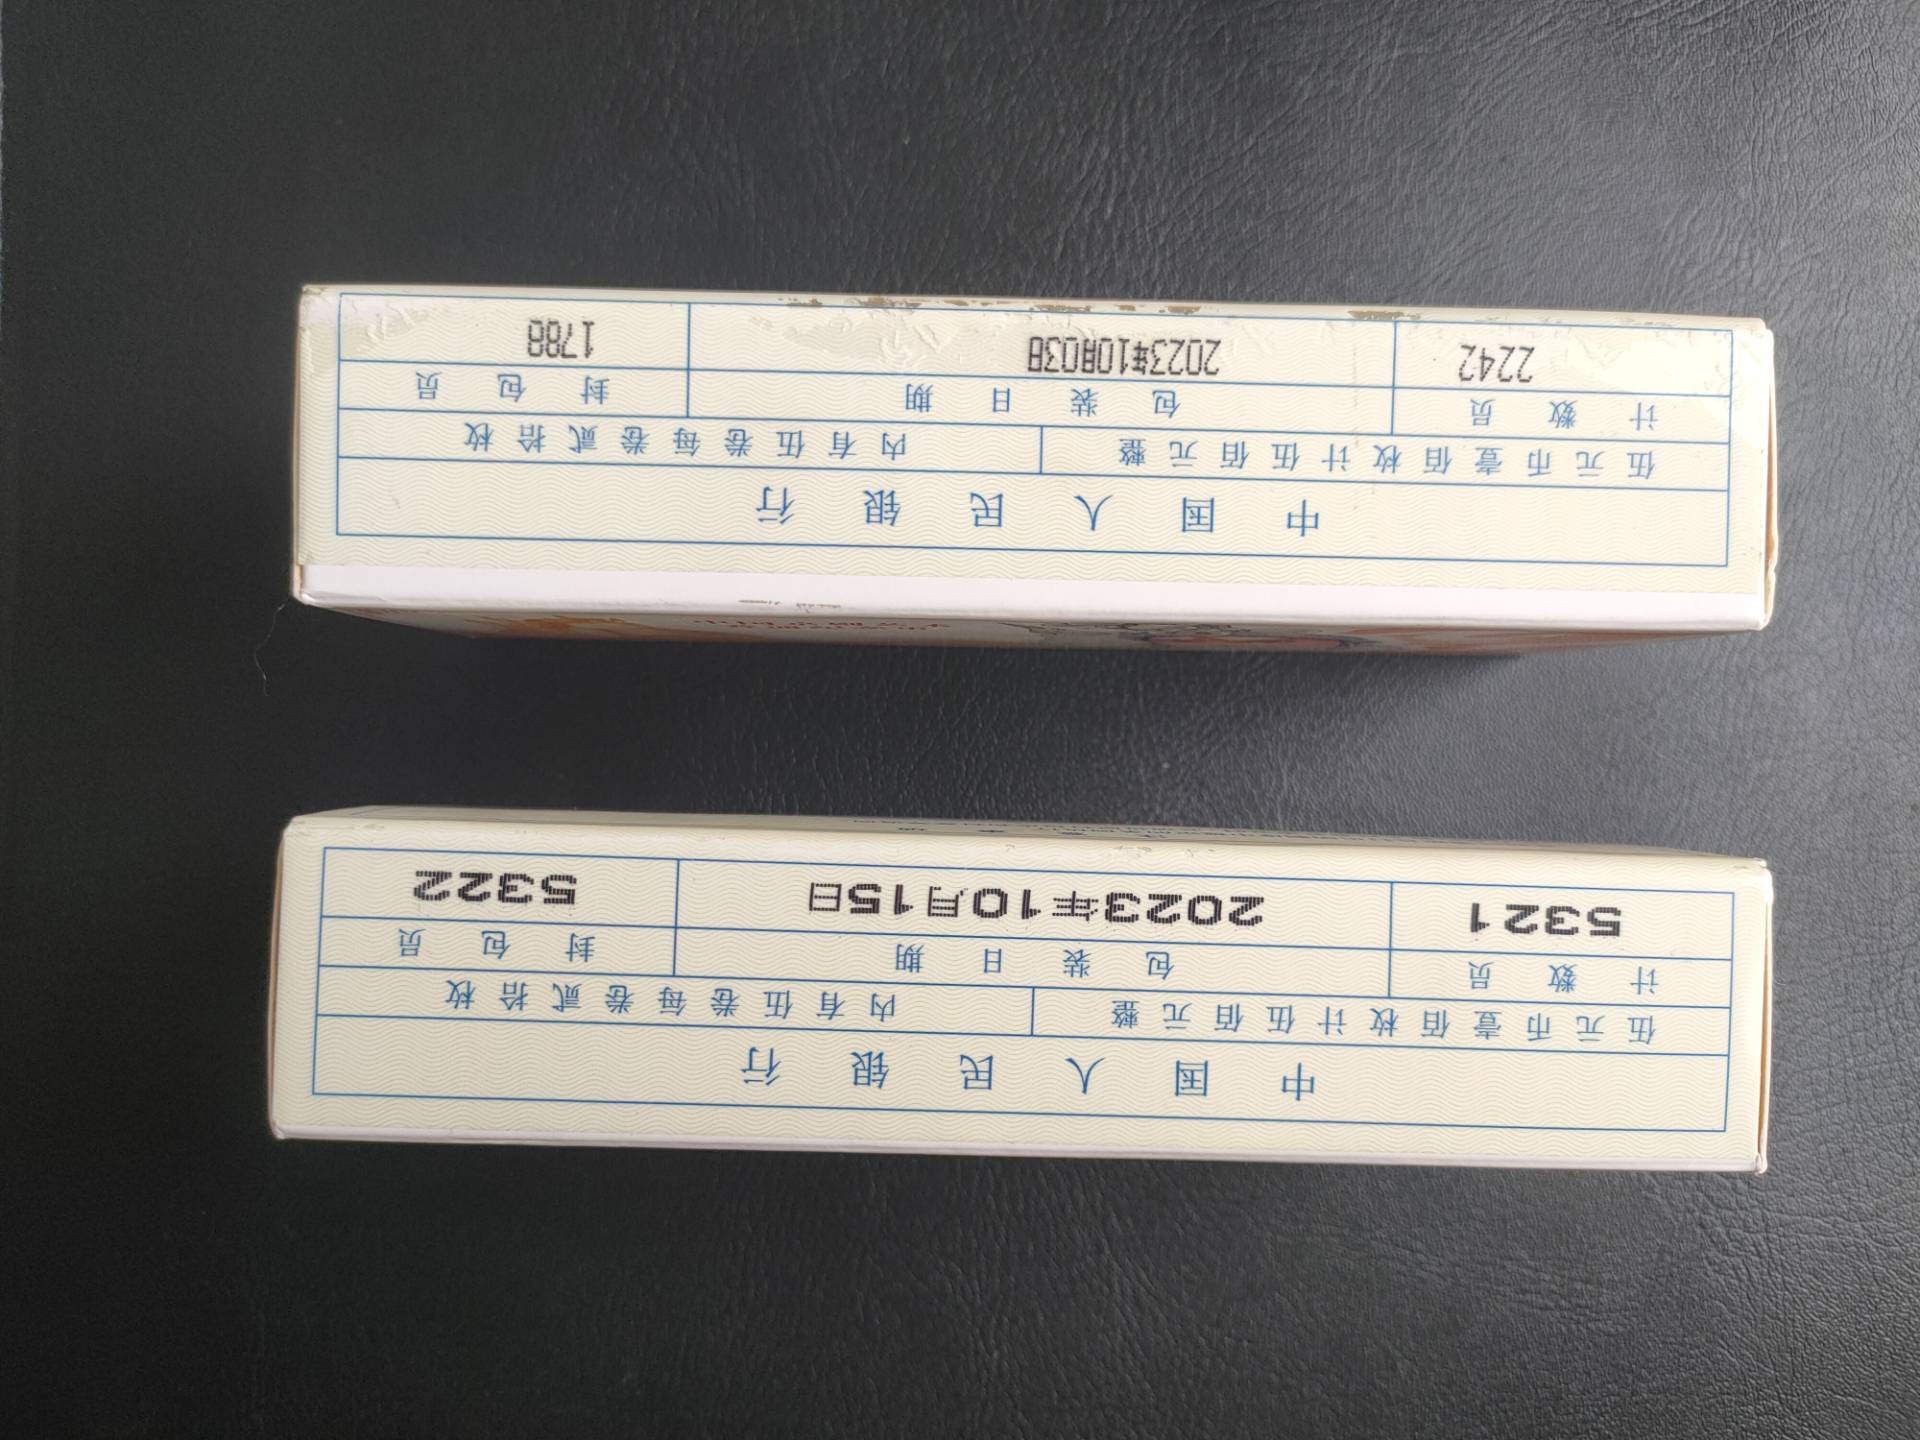 中国人民银行
伍元币壹佰枚计伍佰元整 内有伍卷每卷贰拾枚
计数员 包装日期 封包员
5321 2023年10月15日 5322
中国人民银行
伍元币壹佰枚计伍佰元整 内有伍卷每卷贰拾枚
计数员 包装日期 封包员
2242 2023年10月03日 1788